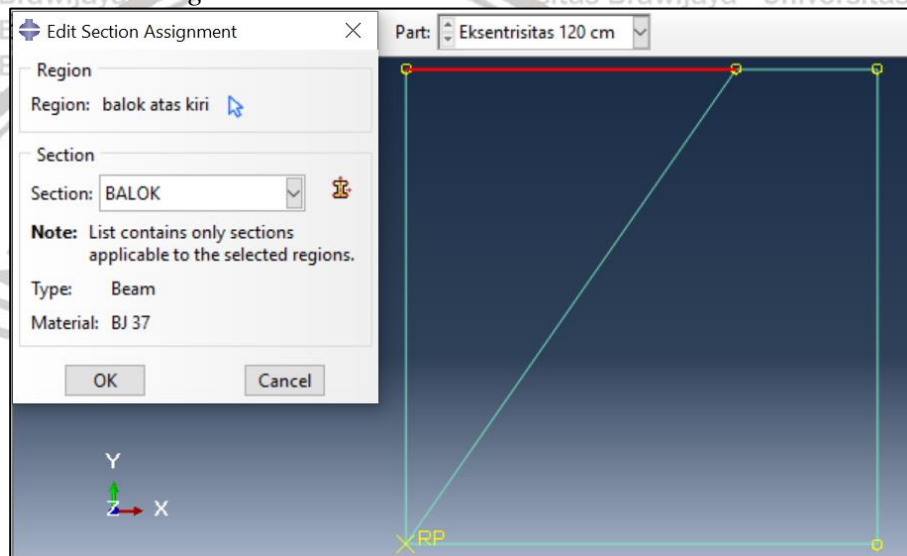 Edit Section Assignment
Part: Eksentrisitas 120 cm
Region
Region: balok atas kiri
Section
Section: BALOK
Note: List contains only sections
applicable to the selected regions.
Type: Beam
Material: BJ 37
OK Cancel
Y
Z X
RP